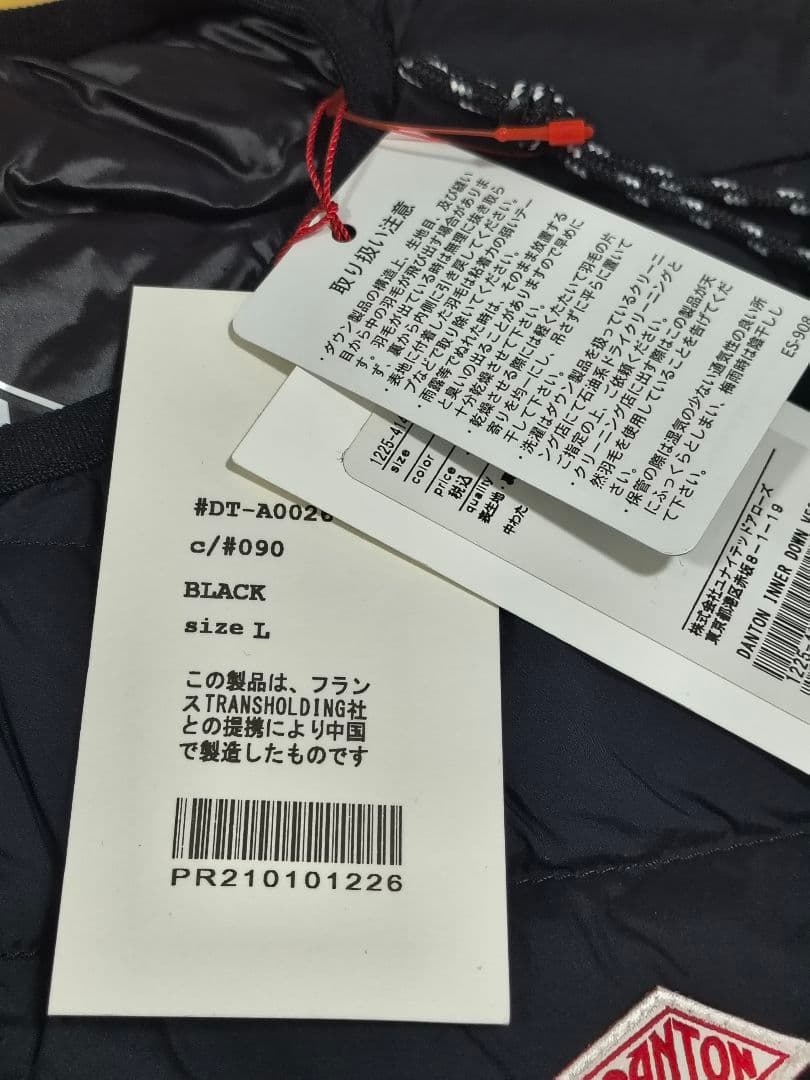 取り扱い注意
・ダウン製品の構造上、生地目、及び縫い
目から中の羽毛が飛び出す場合がありま
す。羽毛が出ている時は無理に抜き取ら
ず、裏から内側に引き戻してください。
・表地に付着した羽毛は粘着力の弱いテー
プなどで取り除いてください。
・雨露等でぬれた時は、そのまま放置する
と臭いの出ることがありますので早めに
十分乾燥させて下さい。
・乾燥させる際には軽くたたいて羽毛の片
寄りを均一にし、吊さずに平らに置いて
干して下さい。
・洗濯はダウン製品を扱っているクリーニ
ング店にて石油系ドライクリーニングと
ご指定の上、ご依頼ください。
・クリーニング店に出す際はこの製品が天
然羽毛を使用していることを告げてくだ
さい。
・保管の際は湿気の少ない通気性の良い所
にふっくらとしまい、梅雨時は陰干しし
て下さい。
ES-968
1225-414
size
color
price
税込
quality
表生地・
中わた
株式会社ユナイテッドアローズ
東京都港区赤坂8-1-19
DANTON INNER DOWN
#DT-A0026
c/#090
BLACK
size L
この製品は、フラン
スTRANSHOLDING社
との提携により中国
で製造したものです
PR210101226
DANTON